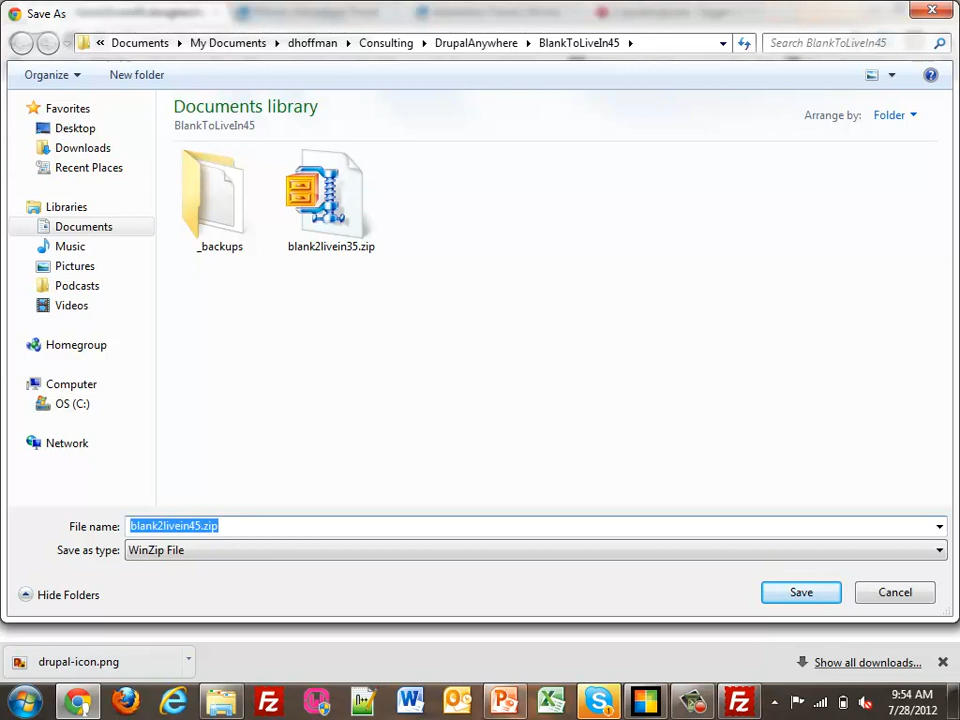 Save As
« Documents My Documents dhoffman Consulting DrupalAnywhere BlankToLiveIn45
Search BlankToLiveIn45
Organize
New folder
Favorites
Desktop
Downloads
Recent Places
Libraries
Documents
Music
Pictures
Podcasts
Videos
Homegroup
Computer
OS (C:)
Network
Documents library
BlankToLiveIn45
Arrange by: Folder
_backups
blank2livein35.zip
File name: blank2livein45.zip
Save as type: WinZip File
Hide Folders
Save
Cancel
drupal-icon.png
Show all downloads...
9:54 AM
7/28/2012